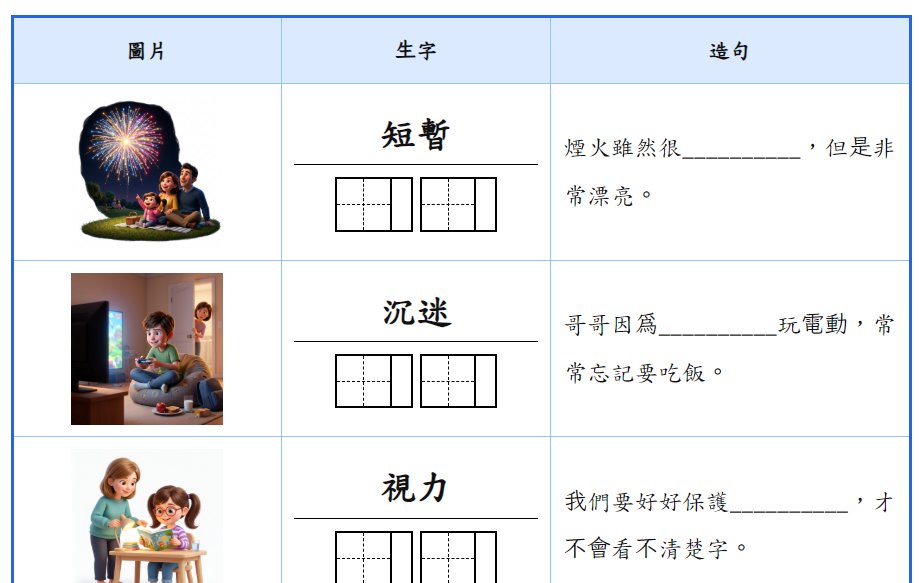 圖片 生字 造句
短暫
煙火雖然很__________，但是非
常漂亮。
沉迷
哥哥因為__________玩電動，常
常忘記要吃飯。
視力
我們要好好保護__________，才
不會看不清楚字。